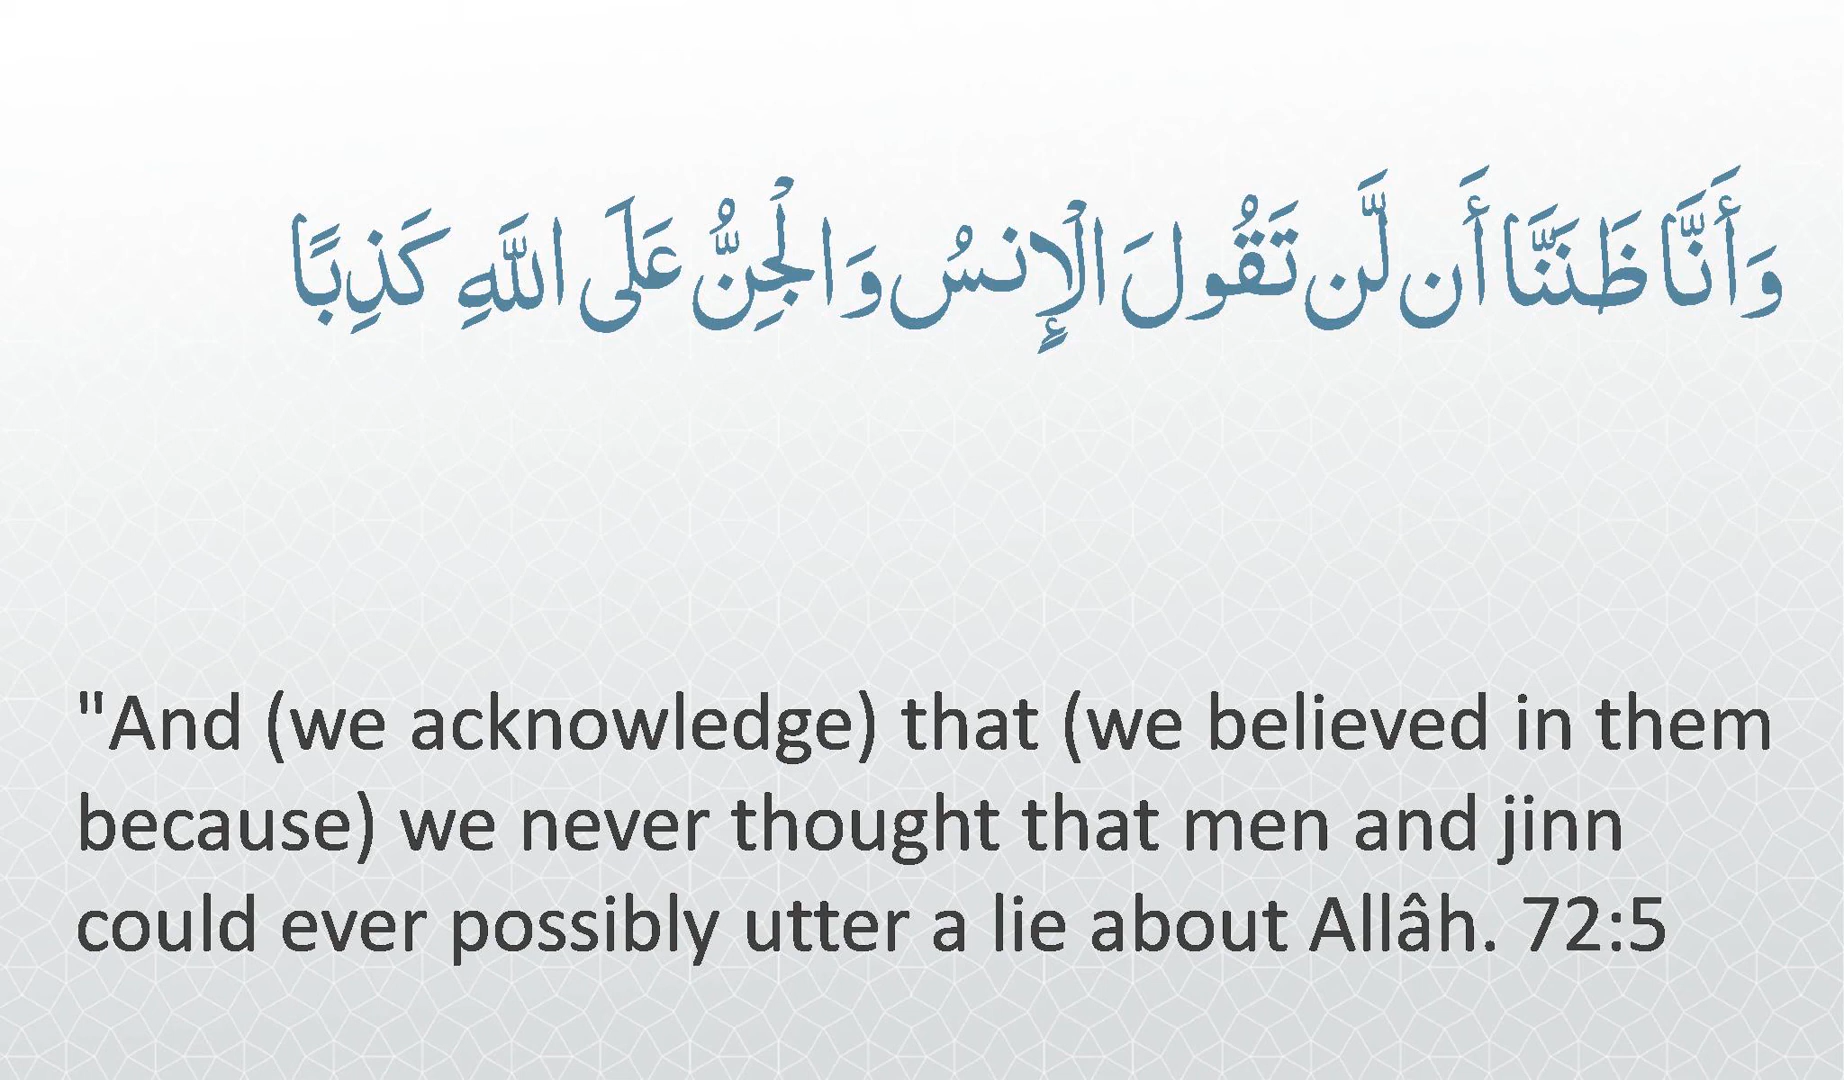 وَأَنَّا ظَنَنَّا أَن لَّن تَقُولَ الْإِنسُ وَالْجِنُّ عَلَى اللَّهِ كَذِبًا
"And (we acknowledge) that (we believed in them
because) we never thought that men and jinn
could ever possibly utter a lie about Allâh. 72:5